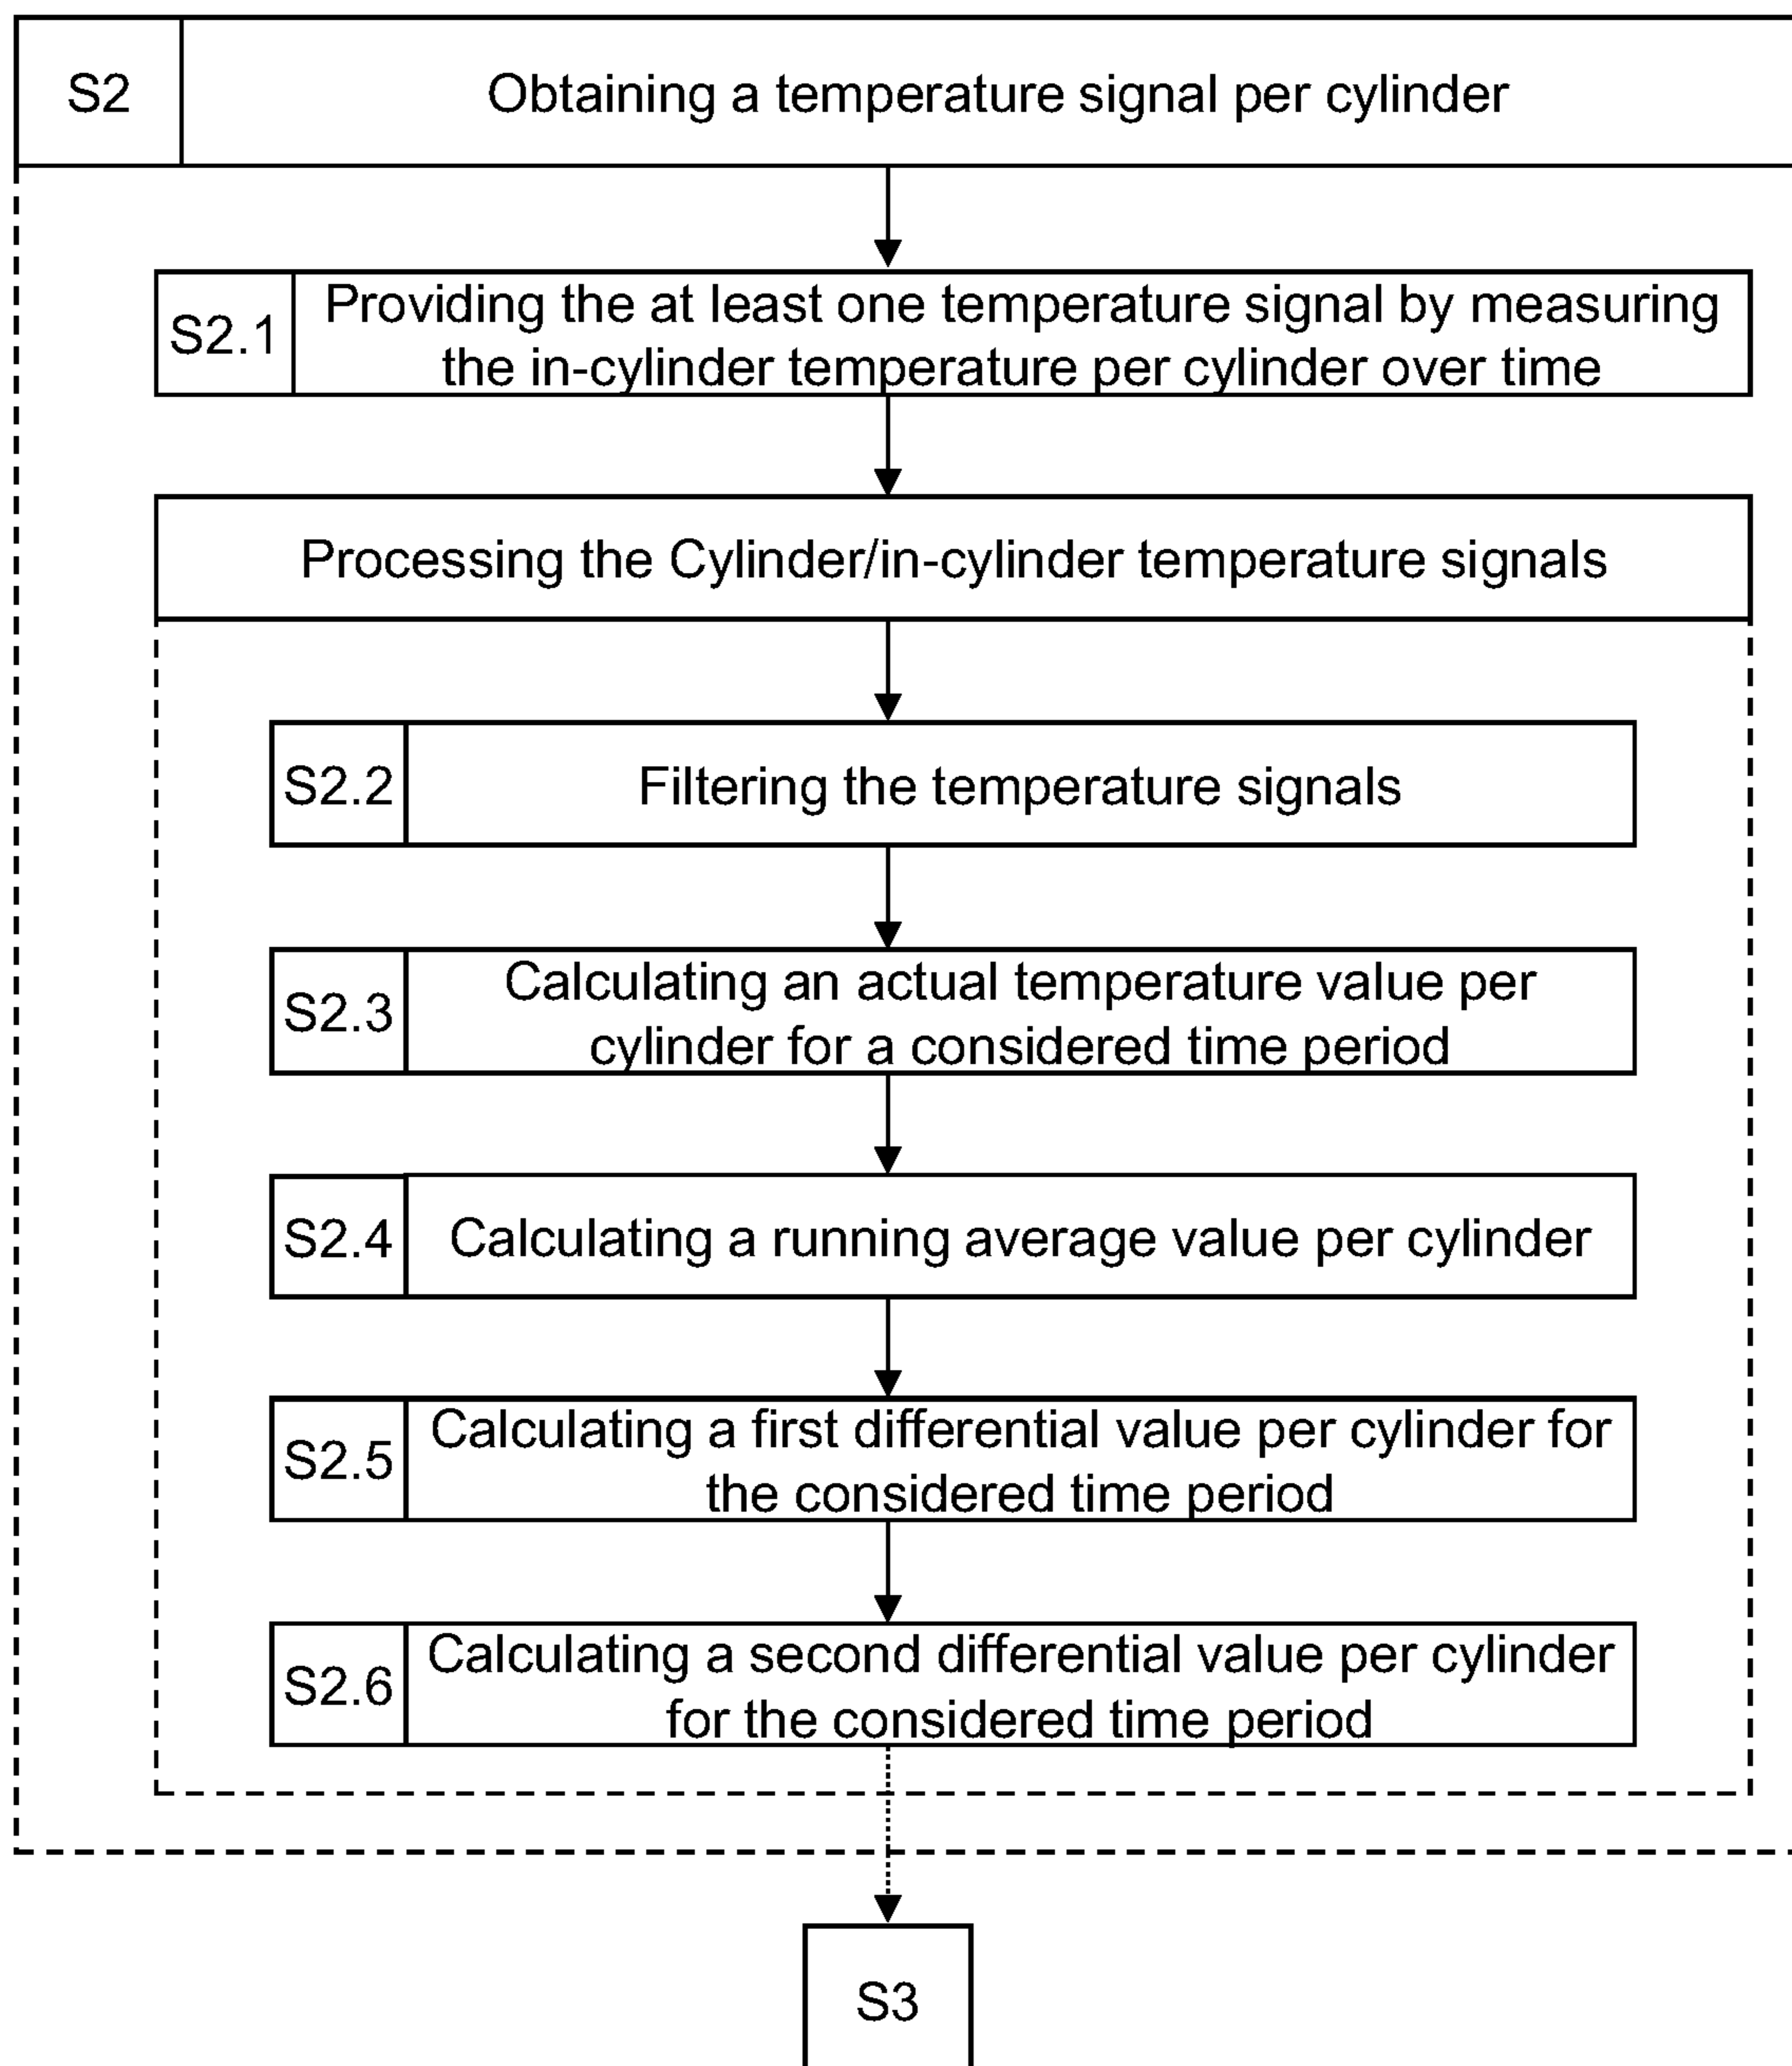 S2
Obtaining a temperature signal per cylinder
S2.1
Providing the at least one temperature signal by measuring
the in-cylinder temperature per cylinder over time
Processing the Cylinder/in-cylinder temperature signals
S2.2
Filtering the temperature signals
S2.3
Calculating an actual temperature value per
cylinder for a considered time period
S2.4
Calculating a running average value per cylinder
S2.5
Calculating a first differential value per cylinder for
the considered time period
S2.6
Calculating a second differential value per cylinder
for the considered time period
S3